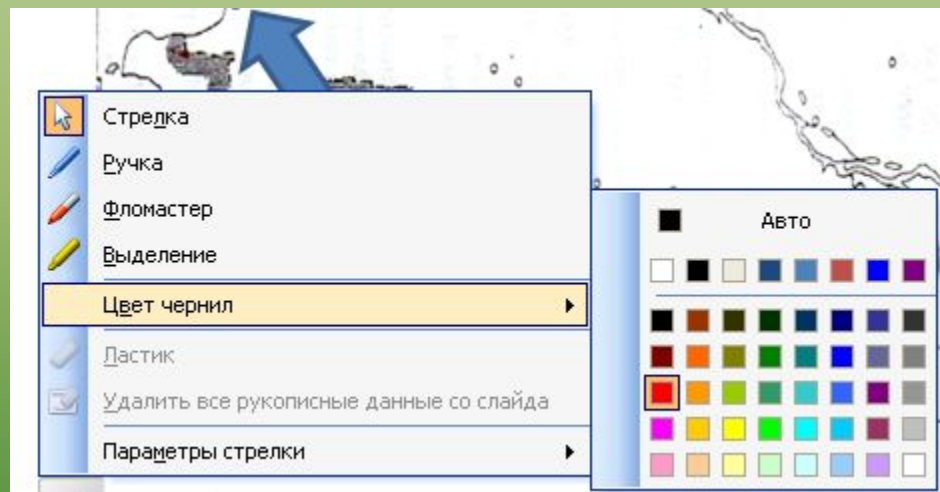 Стрелка
Ручка
Фломастер
Выделение
Цвет чернил
Авто
Ластик
Удалить все рукописные данные со слайда
Параметры стрелки